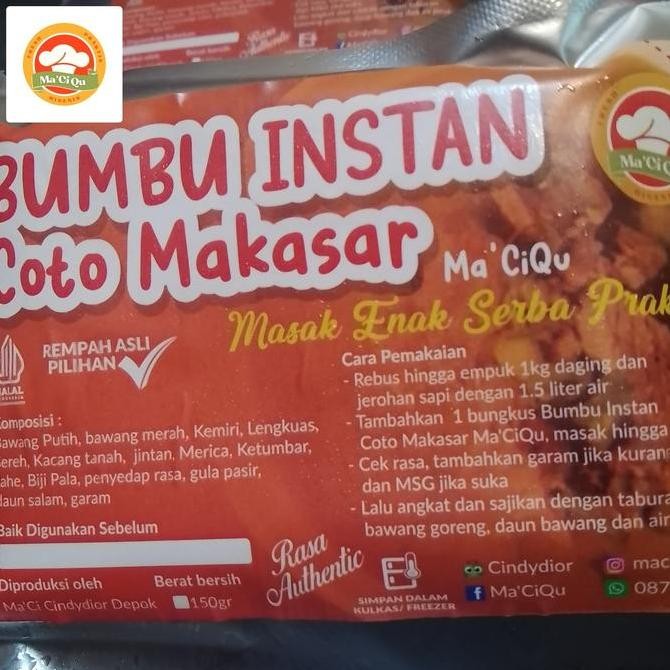 Ma'Ci Qu
BUMBU INSTAN
Coto Makasar
Ma'CiQu
Masak Enak Serba
REMPAH ASLI
PILIHAN
HALAL
INDONESIA
Cara Pemakaian
- Rebus hingga empuk 1kg daging dan
jerohan sapi dengan 1.5 liter air
- Tambahkan 1 bungkus Bumbu Instan
Coto Makasar Ma'CiQu, masak hingga
- Cek rasa, tambahkan garam jika kurang
dan MSG jika suka
- Lalu angkat dan sajikan dengan
bawang goreng, daun bawang dan air
Komposisi :
Bawang Putih, bawang merah, Kemiri, Lengkuas,
Sereh, Kacang tanah, jintan, Merica, Ketumbar,
Jahe, Biji Pala, penyedap rasa, gula pasir,
daun salam, garam
Baik Digunakan Sebelum
Diproduksi oleh
Ma'Ci Cindydior Depok
Berat bersih
150gr
Rasa
Authentic
SIMPAN DALAM
KULKAS/ FREEZER
Cindydior
Ma'CiQu
mac
087